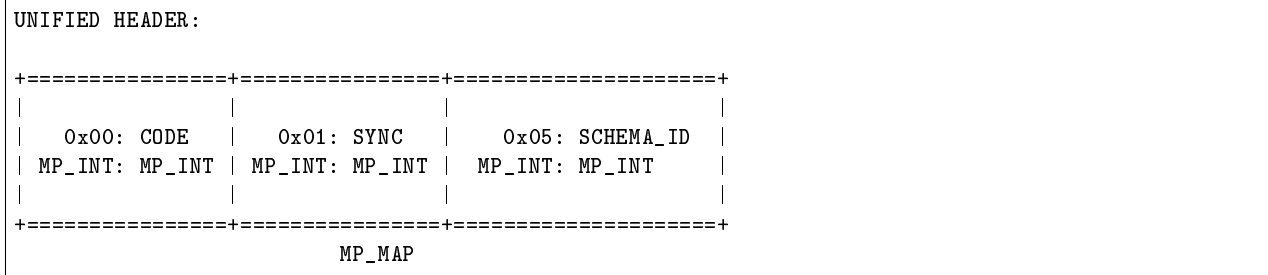 UNIFIED HEADER:
+================+================+=====================+
|                |                |                     |
|   0x00: CODE   |   0x01: SYNC   |    0x05: SCHEMA_ID  |
| MP_INT: MP_INT | MP_INT: MP_INT |  MP_INT: MP_INT     |
|                |                |                     |
+================+================+=====================+
                          MP_MAP